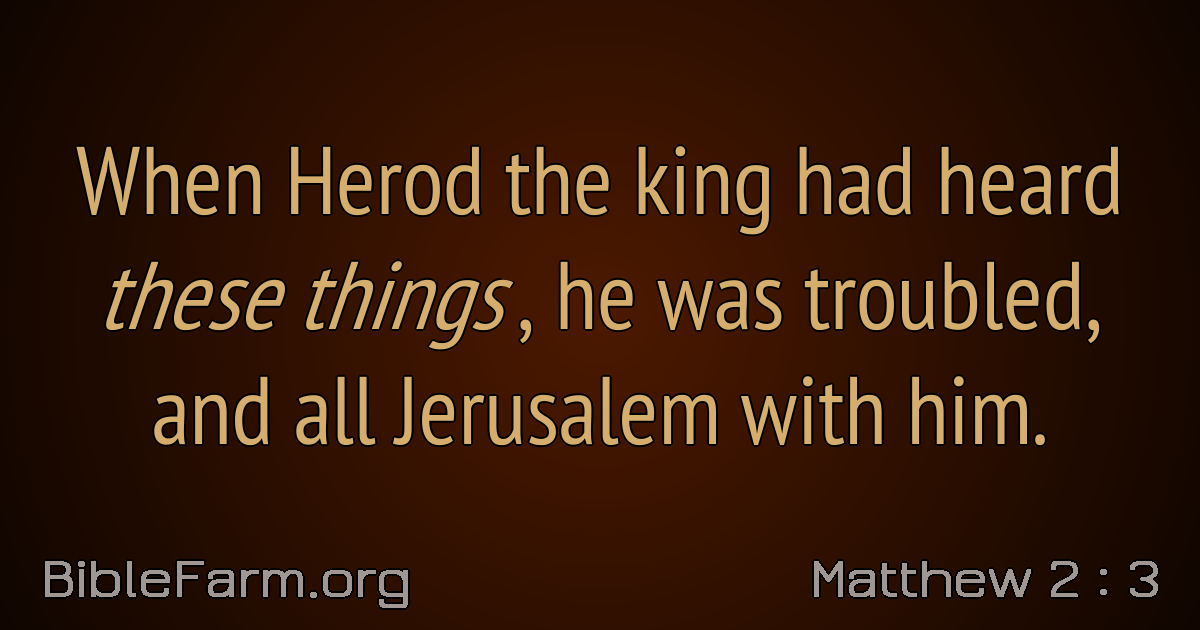 When Herod the king had heard
these things, he was troubled,
and all Jerusalem with him.
BibleFarm.org
Matthew 2 : 3